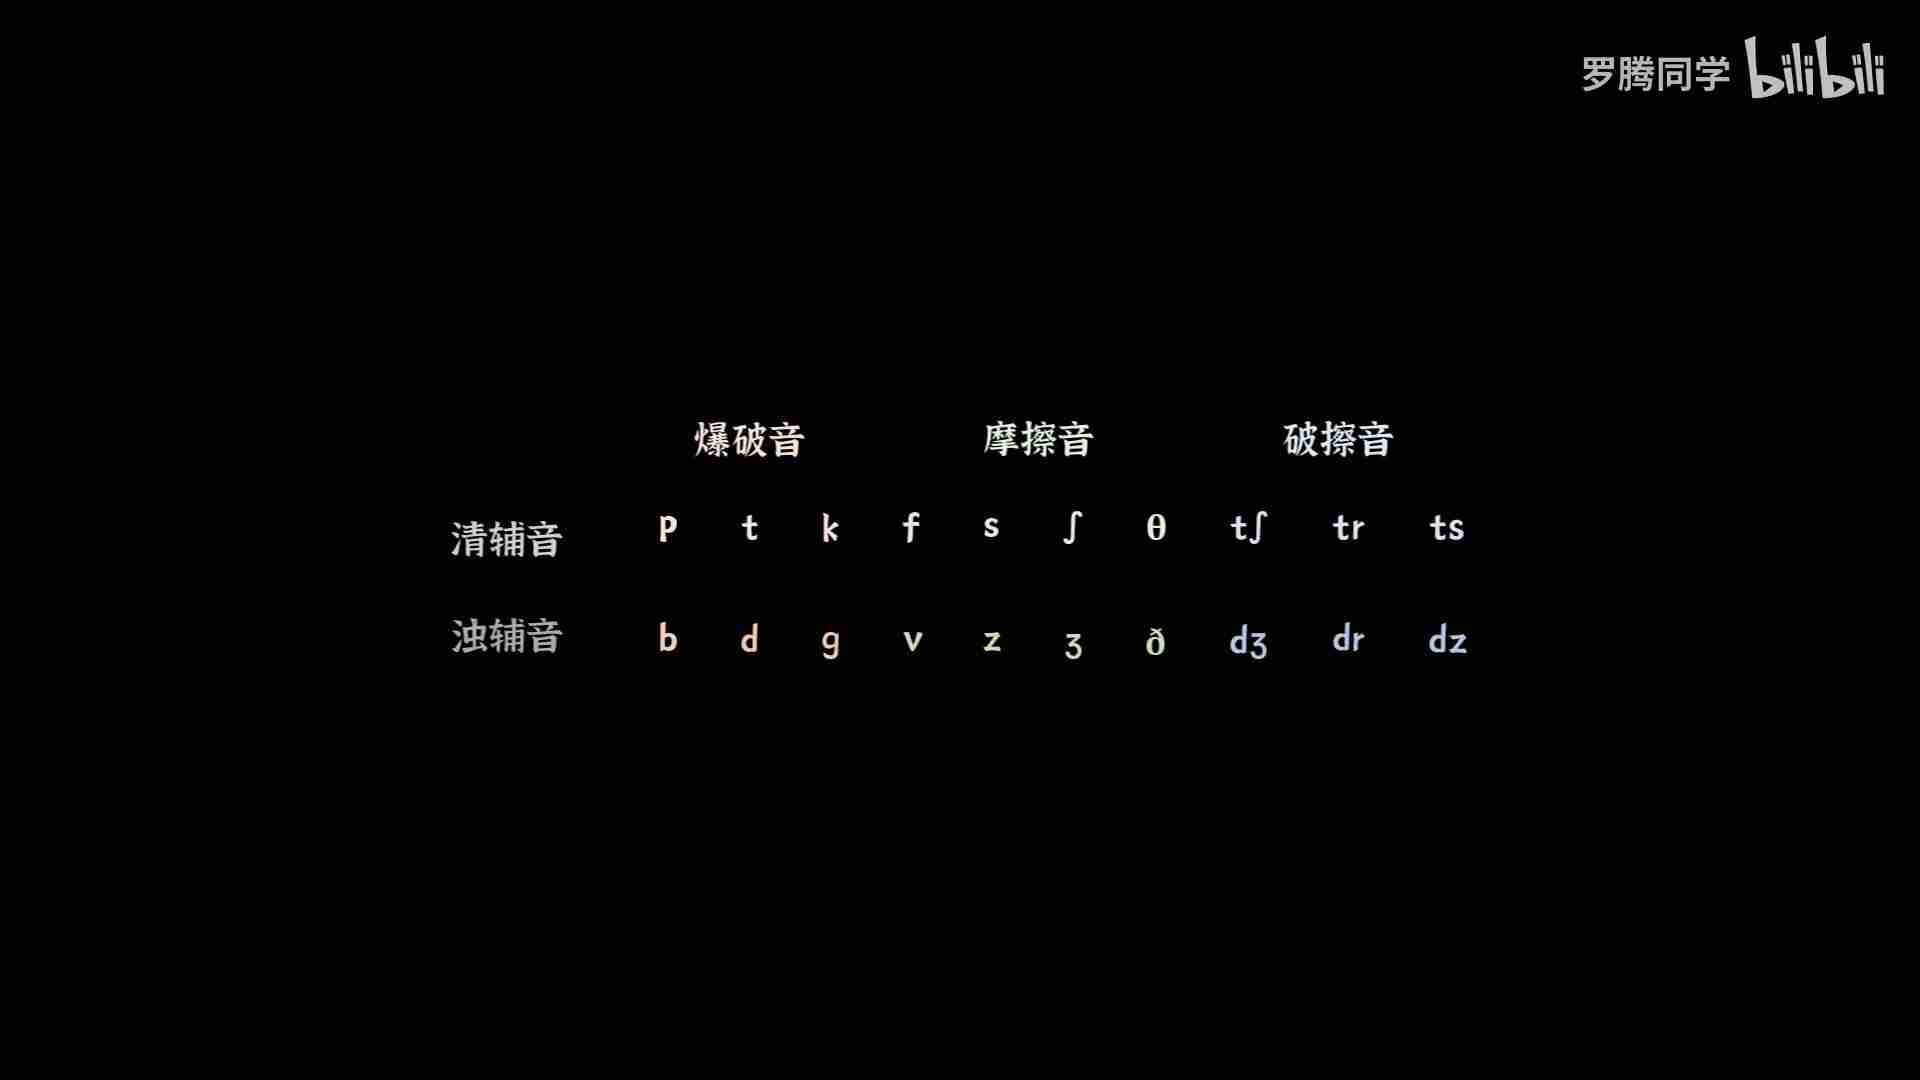 罗腾同学 bilibili
爆破音 摩擦音 破擦音
清辅音 p t k f s ʃ θ tʃ tr ts
浊辅音 b d g v z ʒ ð dʒ dr dz